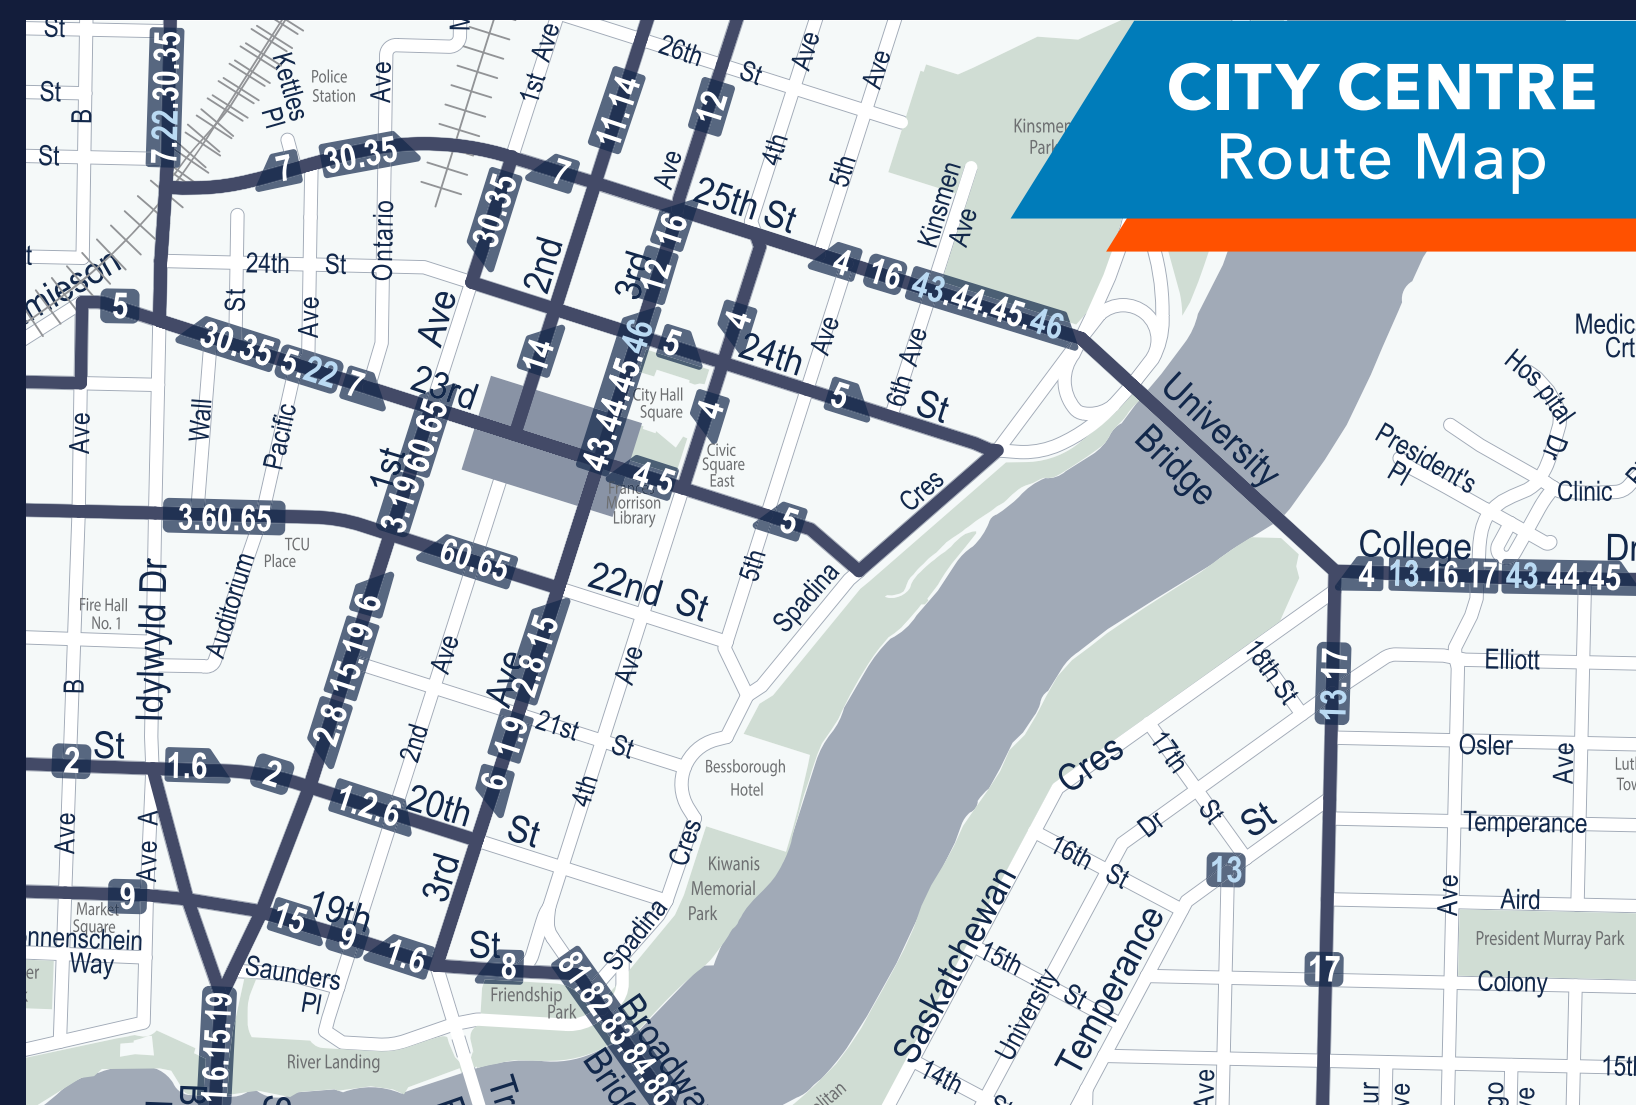 CITY CENTRE
Route Map
St
St
St
B
7.22.30.35
Kettles
Pl
Police
Station
Ave
1st Ave
11.14
26th St
12
Ave
Ave
4th
5th
Kinsmen
Ave
7
30.35
7
30.35
Ontario
24th St
St
Ave
Ave
2nd
Ave
3rd
12
16
25th St
4
16
43.44.45.46
University
Bridge
5
30.35
5.22
7
23rd
14
43.44.45.46
5
4
24th
St
5
Ave
6th Ave
City Hall
Square
4
Civic
Square
East
4.5
Morrison
Library
5
Cres
Spadina
5th
Ave
Wall
Pacific
1st
3.19.60.65
3.60.65
TCU
Place
60.65
22nd St
Idylwyld Dr
Auditorium
Fire Hall
No. 1
B
6
2.8.15.19
2.8.15
Ave
Ave
Ave
2nd
1.9
6
21st St
4th
Bessborough
Hotel
2
St
1.6
2
1.2.6
20th
St
3rd
Ave
Ave A
Cres
Kiwanis
Memorial
Park
9
Market
Square
Way
15
19th
9
1.6
St
8
Spadina
Saunders
Pl
Friendship
Park
81.82.83.84.86
1.6.15.19
River Landing
Hospital
Dr
President's
Pl
Clinic
College
4
13.16.17
43.44.45
13.17
Elliott
18th St
Osler
Ave
17th
St
Cres
Dr
St
Temperance
13
16th
St
Aird
Ave
President Murray Park
Saskatchewan
15th
St
University
Temperance
17
Colony
14th
Ave